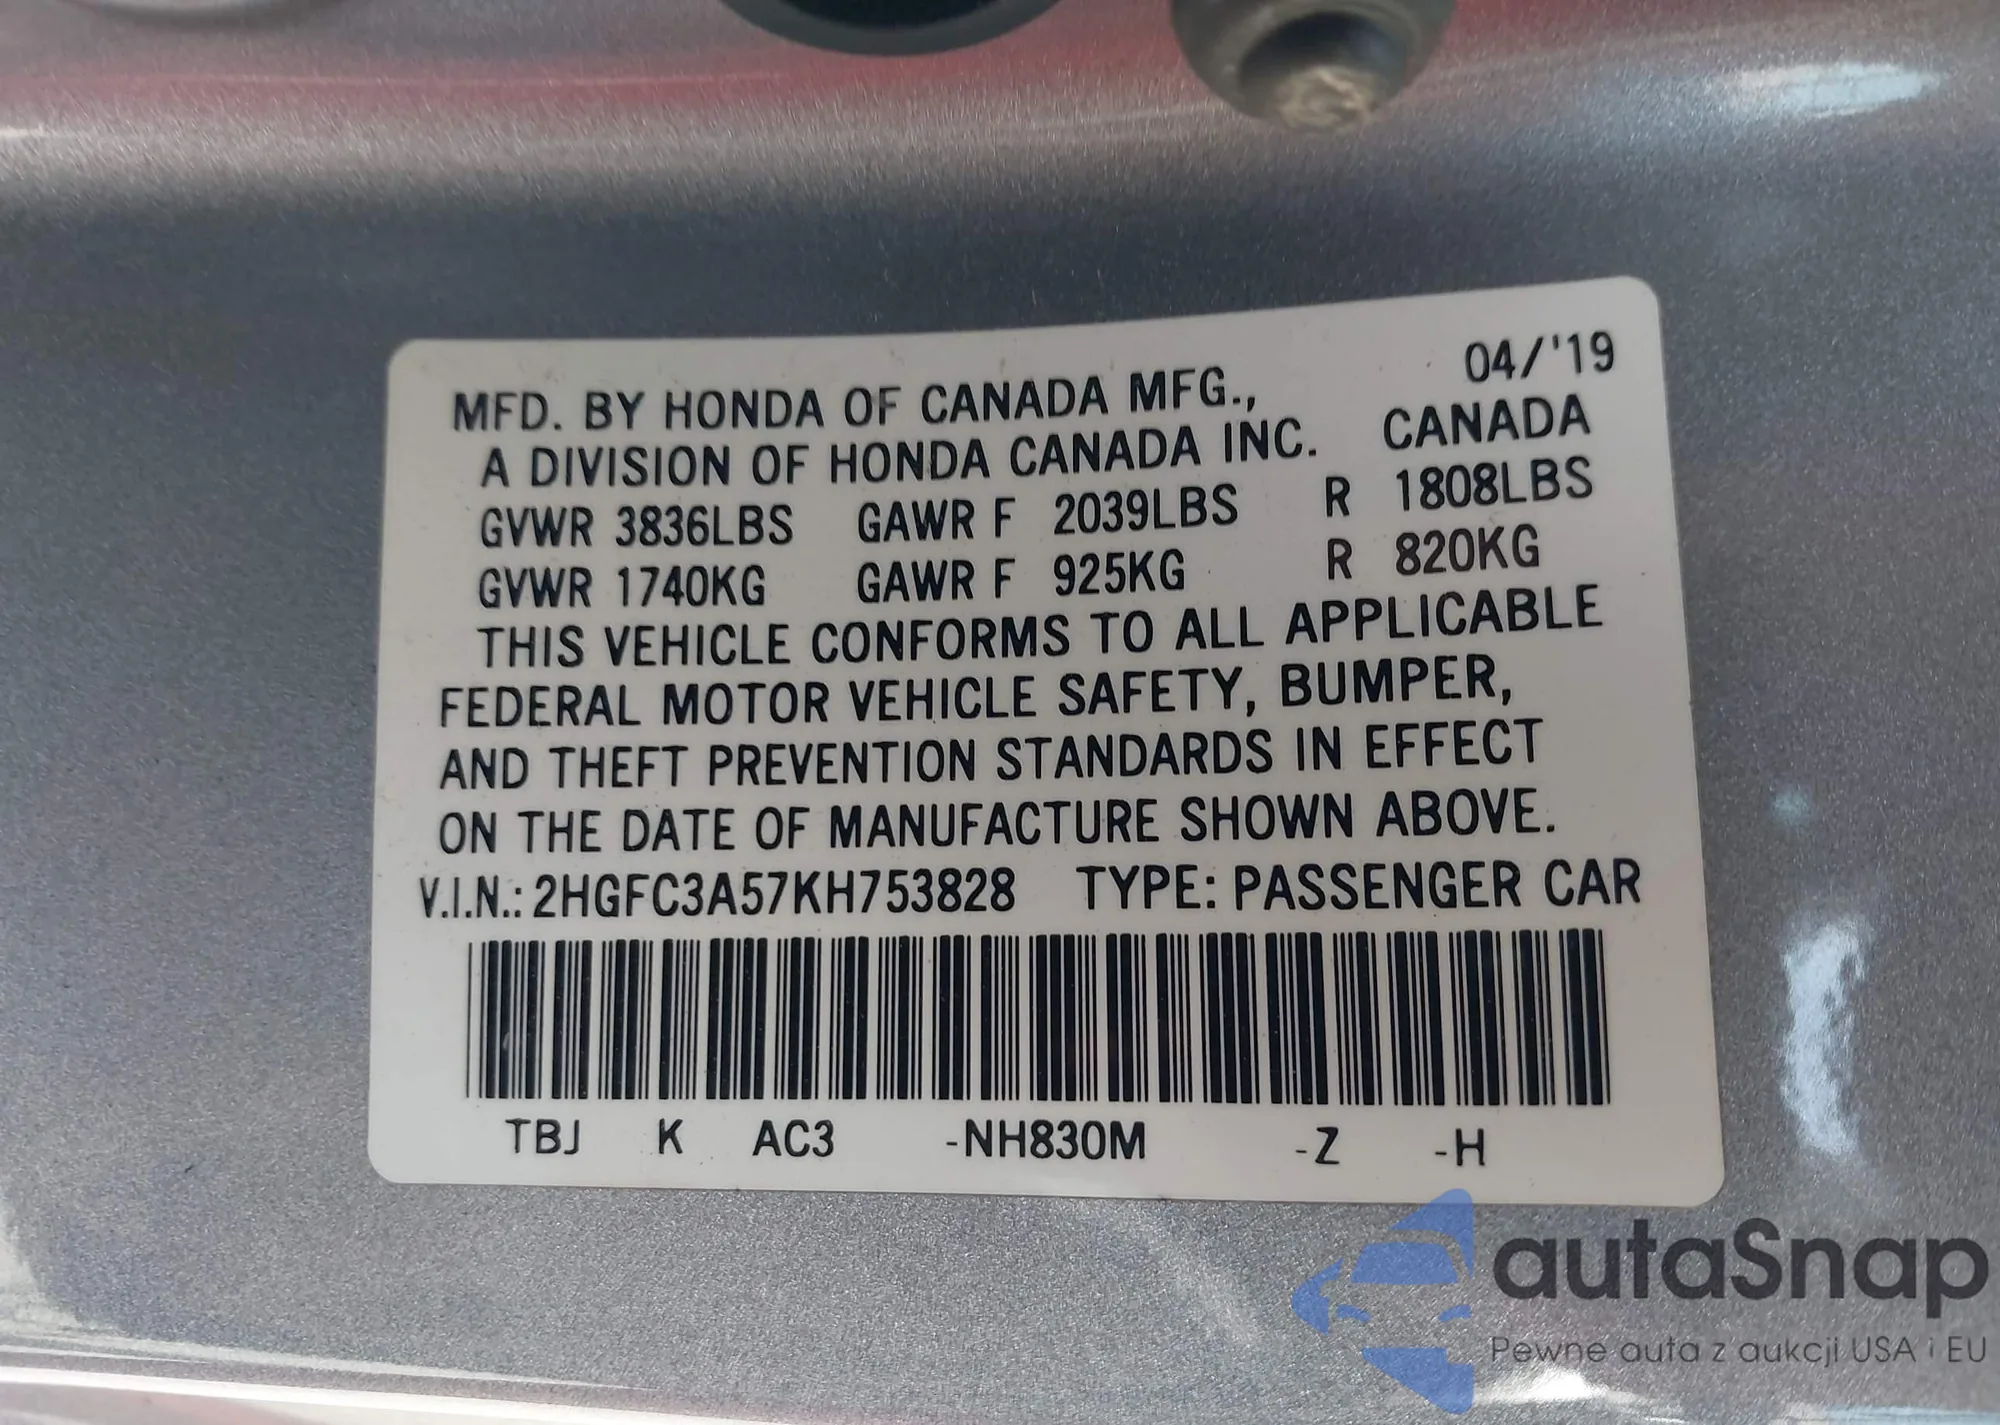 04/'19
MFD. BY HONDA OF CANADA MFG.,
A DIVISION OF HONDA CANADA INC. CANADA
GVWR 3836LBS GAWR F 2039LBS R 1808LBS
GVWR 1740KG GAWR F 925KG R 820KG
THIS VEHICLE CONFORMS TO ALL APPLICABLE
FEDERAL MOTOR VEHICLE SAFETY, BUMPER,
AND THEFT PREVENTION STANDARDS IN EFFECT
ON THE DATE OF MANUFACTURE SHOWN ABOVE.
V.I.N.: 2HGFC3A57KH753828 TYPE: PASSENGER CAR
TBJ K AC3 -NH830M -Z -H
autaSnap
Pewne auta z aukcji USA i EU